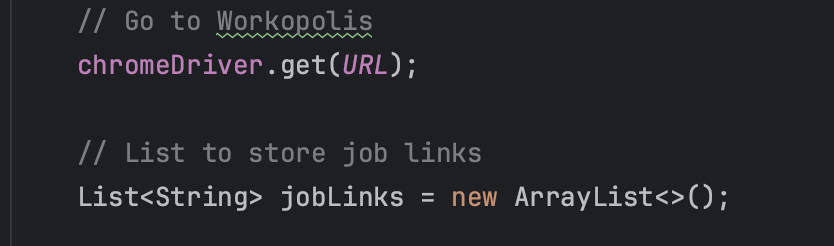 // Go to Workopolis
chromeDriver.get(URL);
// List to store job links
List<String> jobLinks = new ArrayList<>();